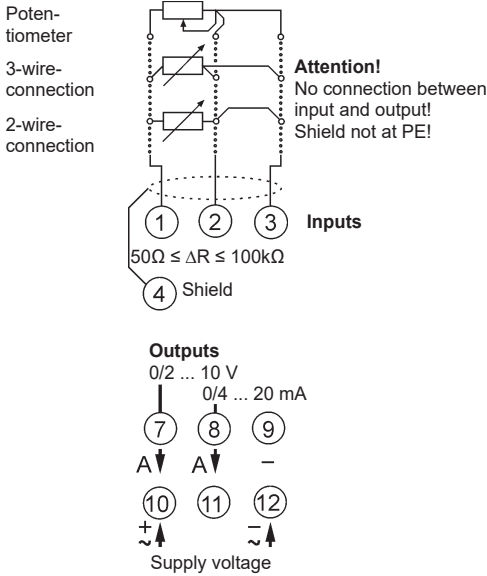 Poten-
tiometer
3-wire-
connection
2-wire-
connection
Attention!
No connection between
input and output!
Shield not at PE!
1 2 3 Inputs
50Ω ≤ ΔR ≤ 100kΩ
4 Shield
Outputs
0/2 ... 10 V
0/4 ... 20 mA
7 8 9
A A –
10 11 12
+ –
~ ~
Supply voltage